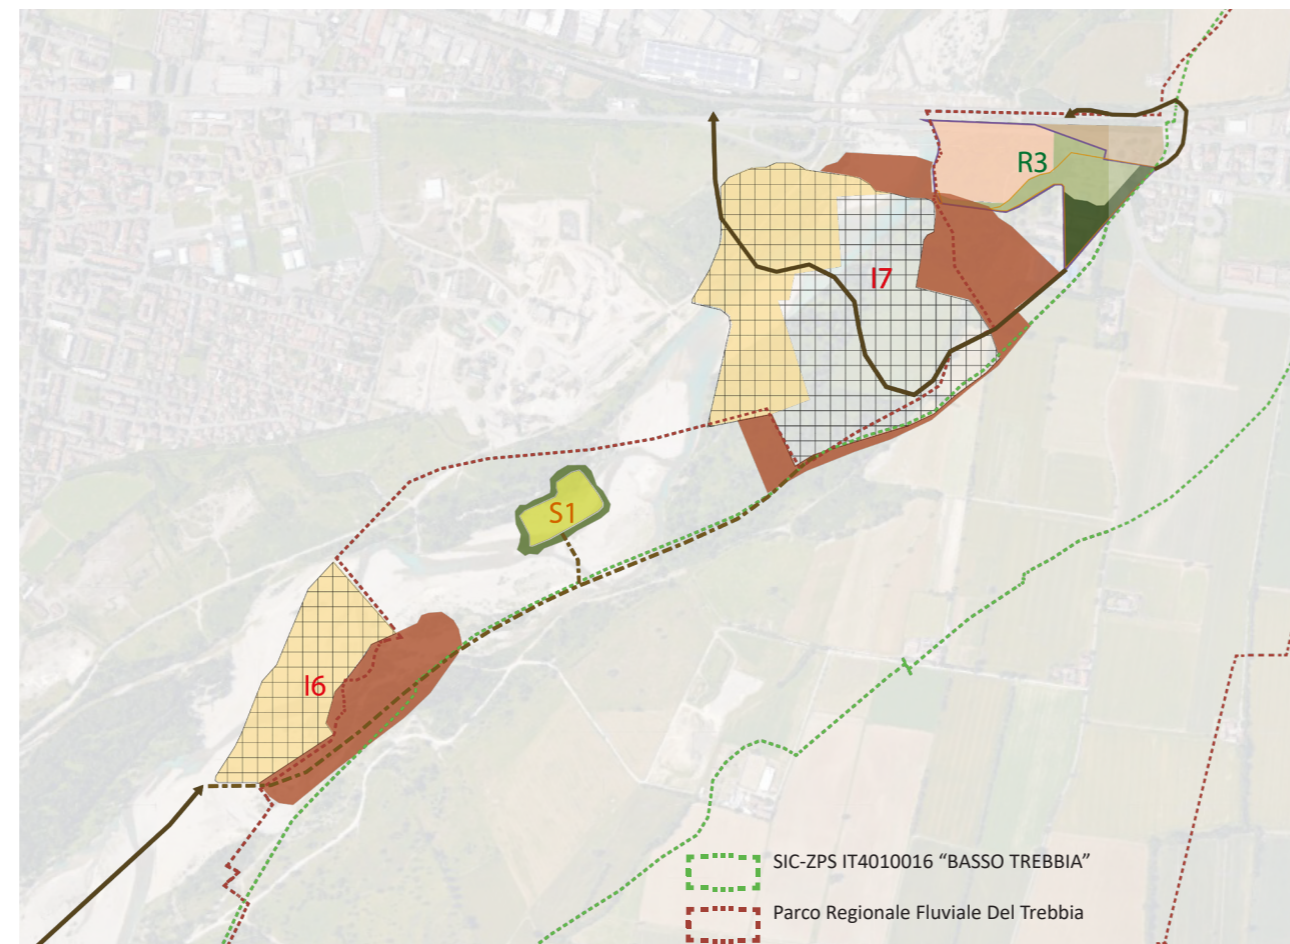 R3
I7
S1
I6
SIC-ZPS IT4010016 “BASSO TREBBIA”
Parco Regionale Fluviale Del Trebbia